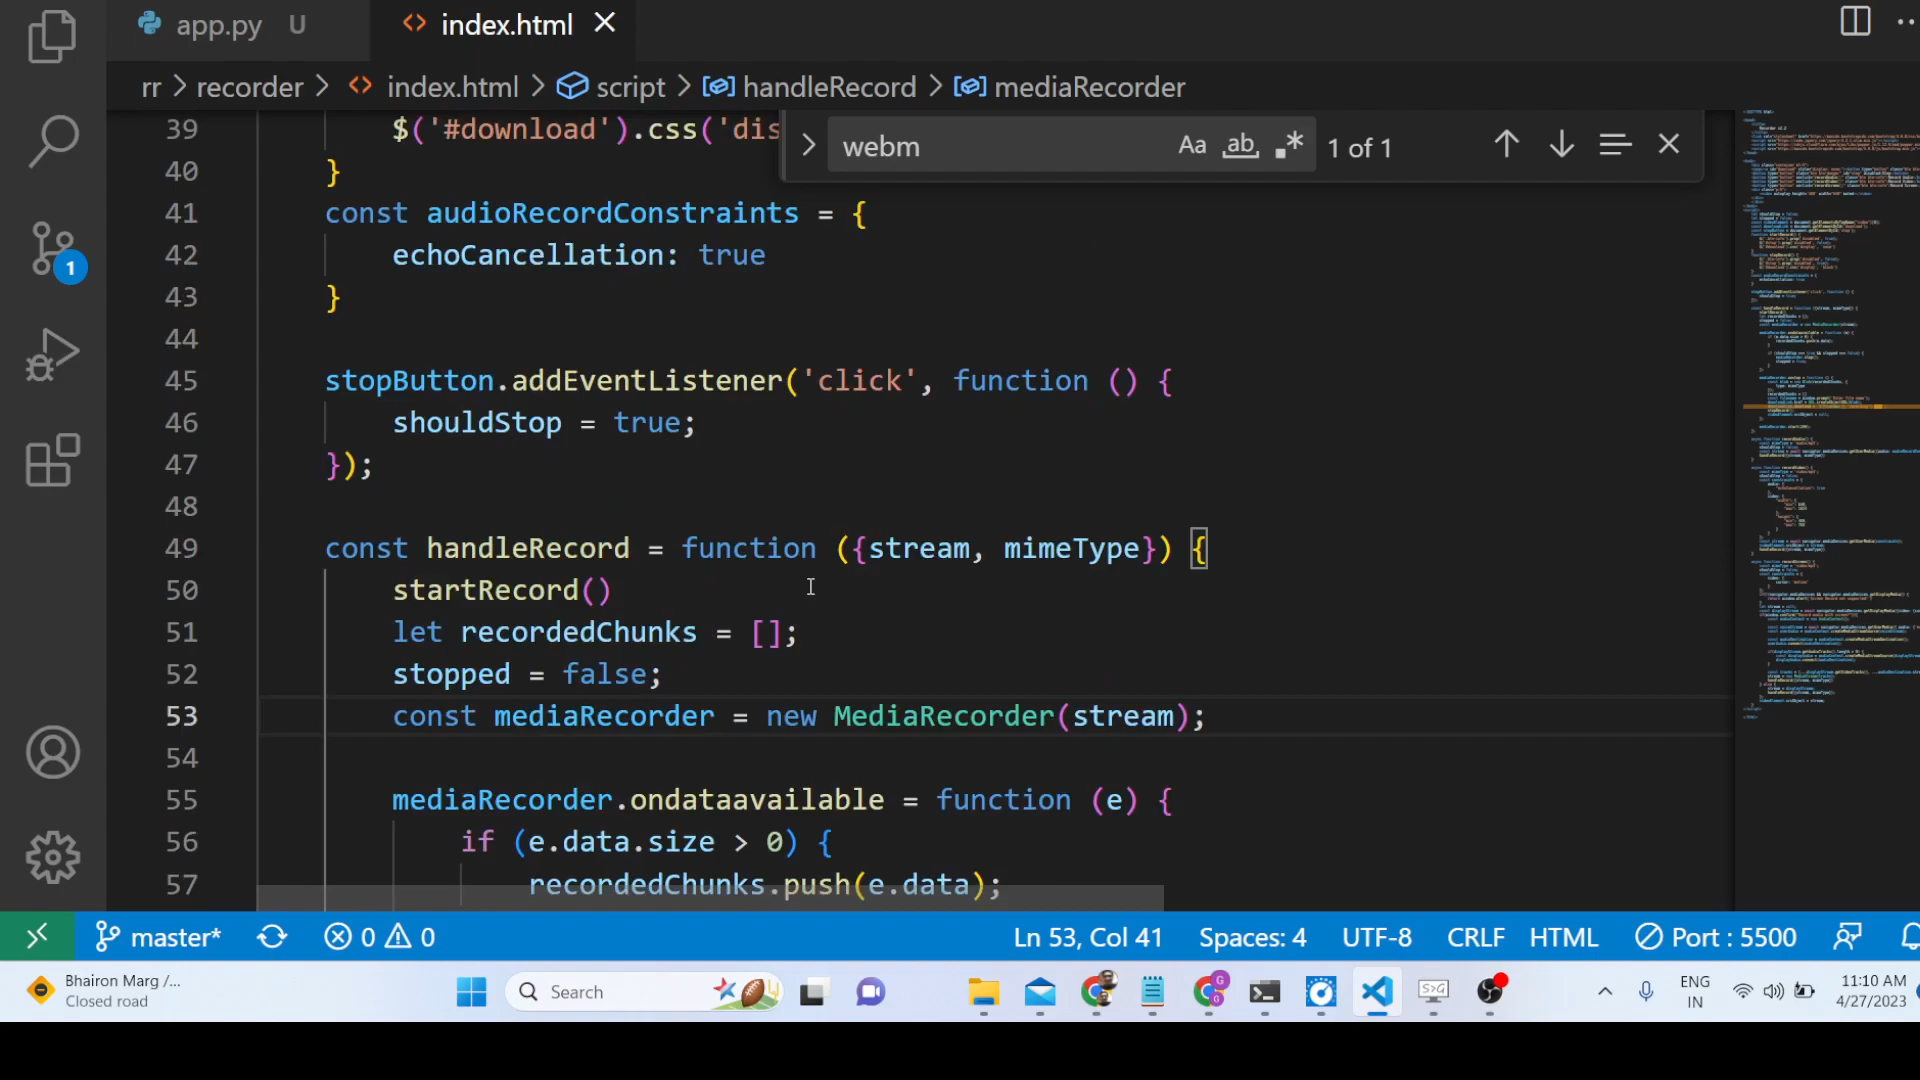 app.py U index.html
rr recorder index.html script handleRecord mediaRecorder
39 $('#download').css('dis
webm Aa ab 1 of 1
40 }
41 const audioRecordConstraints = {
42 echoCancellation: true
43 }
44
45 stopButton.addEventListener('click', function () {
46 shouldStop = true;
47 });
48
49 const handleRecord = function ({stream, mimeType}) {
50 startRecord()
51 let recordedChunks = [];
52 stopped = false;
53 const mediaRecorder = new MediaRecorder(stream);
54
55 mediaRecorder.ondataavailable = function (e) {
56 if (e.data.size > 0) {
57 recordedChunks.push(e.data);
1
master* 0 0 Ln 53, Col 41 Spaces: 4 UTF-8 CRLF HTML Port : 5500
Bhairon Marg /...
Closed road
Search
ENG
IN
11:10 AM
4/27/2023